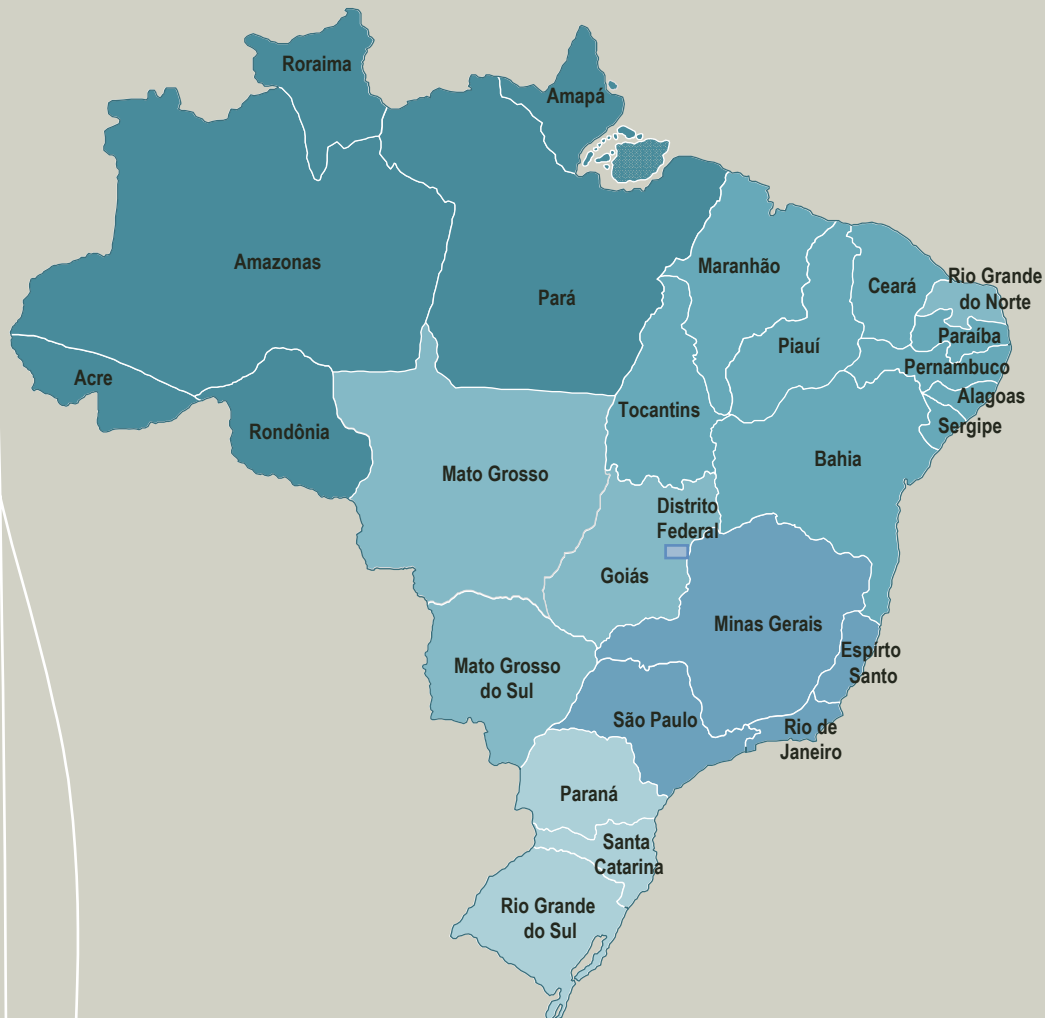 Roraima
Amapá
Amazonas
Pará
Maranhão
Ceará
Rio Grande
do Norte
Paraíba
Piauí
Pernambuco
Acre
Alagoas
Tocantins
Sergipe
Rondônia
Bahia
Mato Grosso
Distrito
Federal
Goiás
Minas Gerais
Espírto
Santo
Mato Grosso
do Sul
São Paulo
Rio de
Janeiro
Paraná
Santa
Catarina
Rio Grande
do Sul